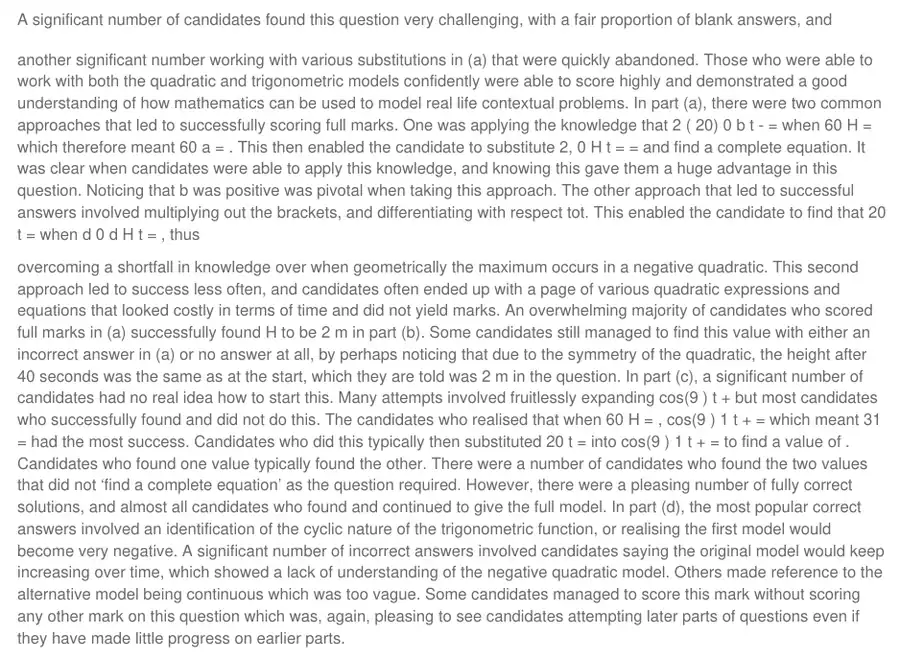 A significant number of candidates found this question very challenging, with a fair proportion of blank answers, and
another significant number working with various substitutions in (a) that were quickly abandoned. Those who were able to
work with both the quadratic and trigonometric models confidently were able to score highly and demonstrated a good
understanding of how mathematics can be used to model real life contextual problems. In part (a), there were two common
approaches that led to successfully scoring full marks. One was applying the knowledge that 2 ( 20) 0 b t - = when 60 H =
which therefore meant 60 a = . This then enabled the candidate to substitute 2, 0 H t = = and find a complete equation. It
was clear when candidates were able to apply this knowledge, and knowing this gave them a huge advantage in this
question. Noticing that b was positive was pivotal when taking this approach. The other approach that led to successful
answers involved multiplying out the brackets, and differentiating with respect tot. This enabled the candidate to find that 20
t = when d 0 d H t = , thus
overcoming a shortfall in knowledge over when geometrically the maximum occurs in a negative quadratic. This second
approach led to success less often, and candidates often ended up with a page of various quadratic expressions and
equations that looked costly in terms of time and did not yield marks. An overwhelming majority of candidates who scored
full marks in (a) successfully found H to be 2 m in part (b). Some candidates still managed to find this value with either an
incorrect answer in (a) or no answer at all, by perhaps noticing that due to the symmetry of the quadratic, the height after
40 seconds was the same as at the start, which they are told was 2 m in the question. In part (c), a significant number of
candidates had no real idea how to start this. Many attempts involved fruitlessly expanding cos(9 ) t + but most candidates
who successfully found and did not do this. The candidates who realised that when 60 H = , cos(9 ) 1 t + = which meant 31
= had the most success. Candidates who did this typically then substituted 20 t = into cos(9 ) 1 t + = to find a value of .
Candidates who found one value typically found the other. There were a number of candidates who found the two values
that did not ‘find a complete equation’ as the question required. However, there were a pleasing number of fully correct
solutions, and almost all candidates who found and continued to give the full model. In part (d), the most popular correct
answers involved an identification of the cyclic nature of the trigonometric function, or realising the first model would
become very negative. A significant number of incorrect answers involved candidates saying the original model would keep
increasing over time, which showed a lack of understanding of the negative quadratic model. Others made reference to the
alternative model being continuous which was too vague. Some candidates managed to score this mark without scoring
any other mark on this question which was, again, pleasing to see candidates attempting later parts of questions even if
they have made little progress on earlier parts.